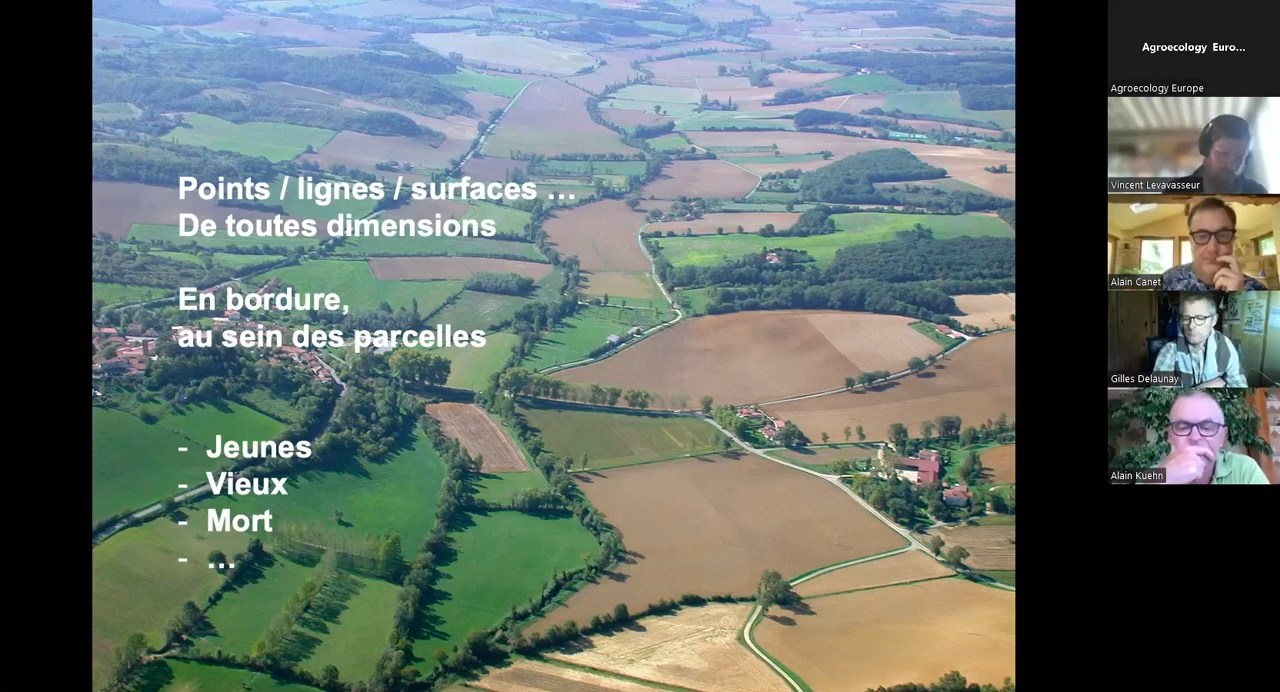 Points / lignes / surfaces …
De toutes dimensions
En bordure,
au sein des parcelles
- Jeunes
- Vieux
- Mort
- …
Agroecology Euro...
Agroecology Europe
Vincent Levavasseur
Alain Canet
Gilles Delaunay
Alain Kuehn